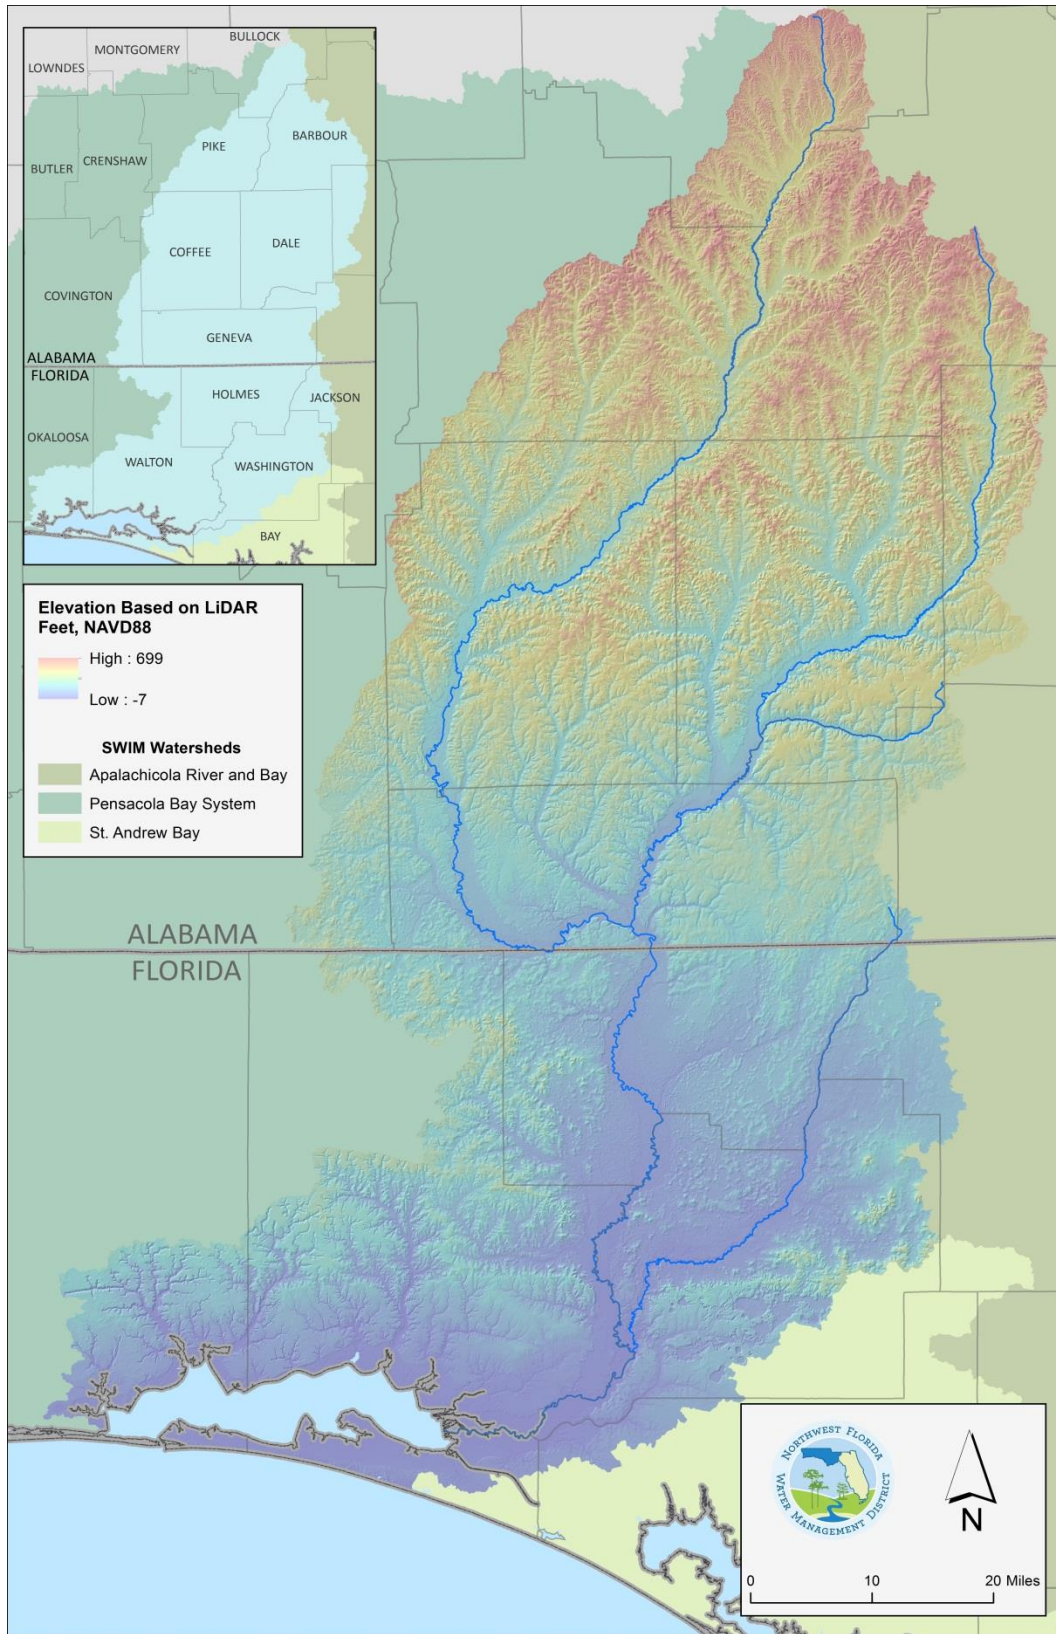 BULLOCK
MONTGOMERY
LOWNDES
BARBOUR
PIKE
CRENSHAW
BUTLER
COFFEE
DALE
COVINGTON
GENEVA
ALABAMA
FLORIDA
HOLMES
JACKSON
OKALOOSA
WALTON
WASHINGTON
BAY
Elevation Based on LiDAR
Feet, NAVD88
High : 699
Low : -7
SWIM Watersheds
Apalachicola River and Bay
Pensacola Bay System
St. Andrew Bay
ALABAMA
FLORIDA
NORTHWEST FLORIDA
WATER MANAGEMENT DISTRICT
N
0 10 20 Miles